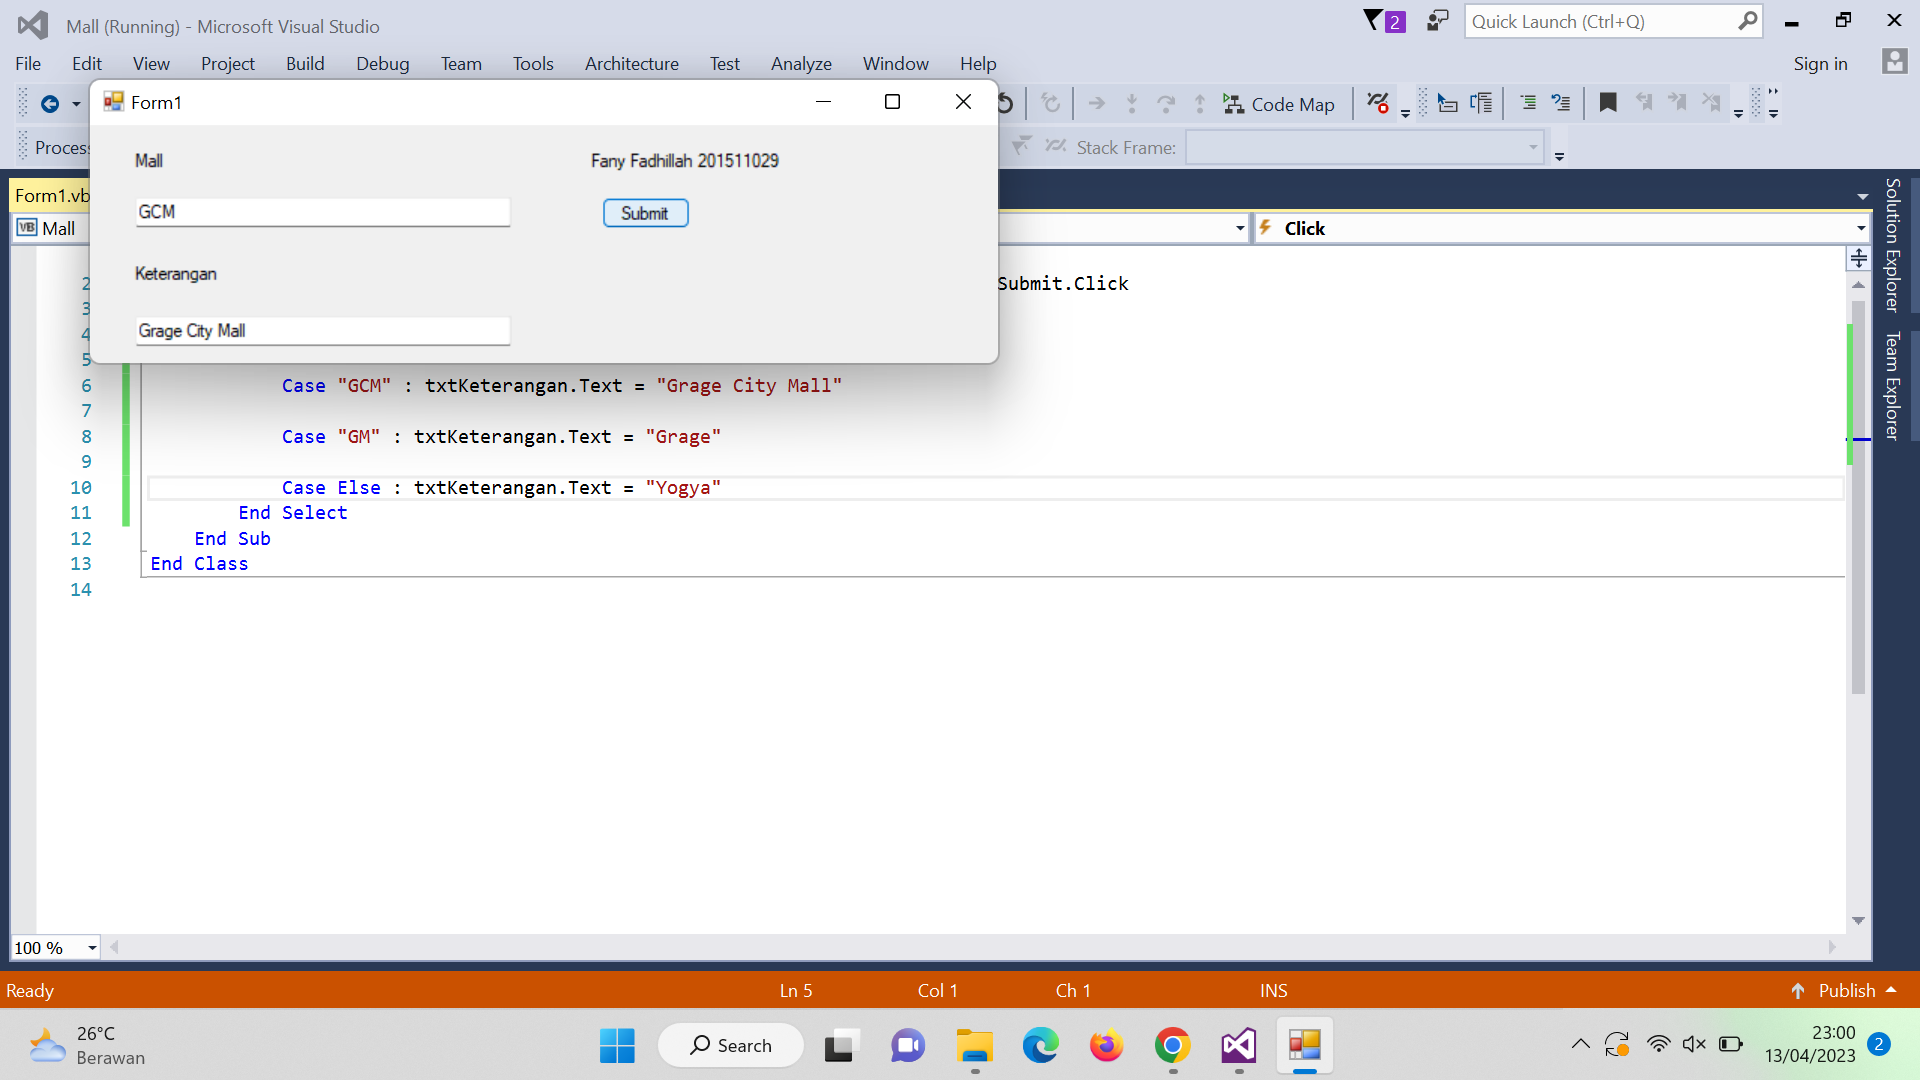 Mall (Running) - Microsoft Visual Studio
2
Quick Launch (Ctrl+Q)
File Edit View Project Build Debug Team Tools Architecture Test Analyze Window Help
Sign in
Form1
Code Map
Process
Stack Frame:
Mall
Fany Fadhillah 201511029
GCM
Submit
Keterangan
Grage City Mall
Form1.vb
VB Mall
Click
Solution Explorer
Team Explorer
2 Submit.Click
3
4
5
6 Case "GCM" : txtKeterangan.Text = "Grage City Mall"
7
8 Case "GM" : txtKeterangan.Text = "Grage"
9
10 Case Else : txtKeterangan.Text = "Yogya"
11 End Select
12 End Sub
13 End Class
14
100 %
Ready
Ln 5
Col 1
Ch 1
INS
Publish
26°C
Berawan
Search
23:00
13/04/2023
2